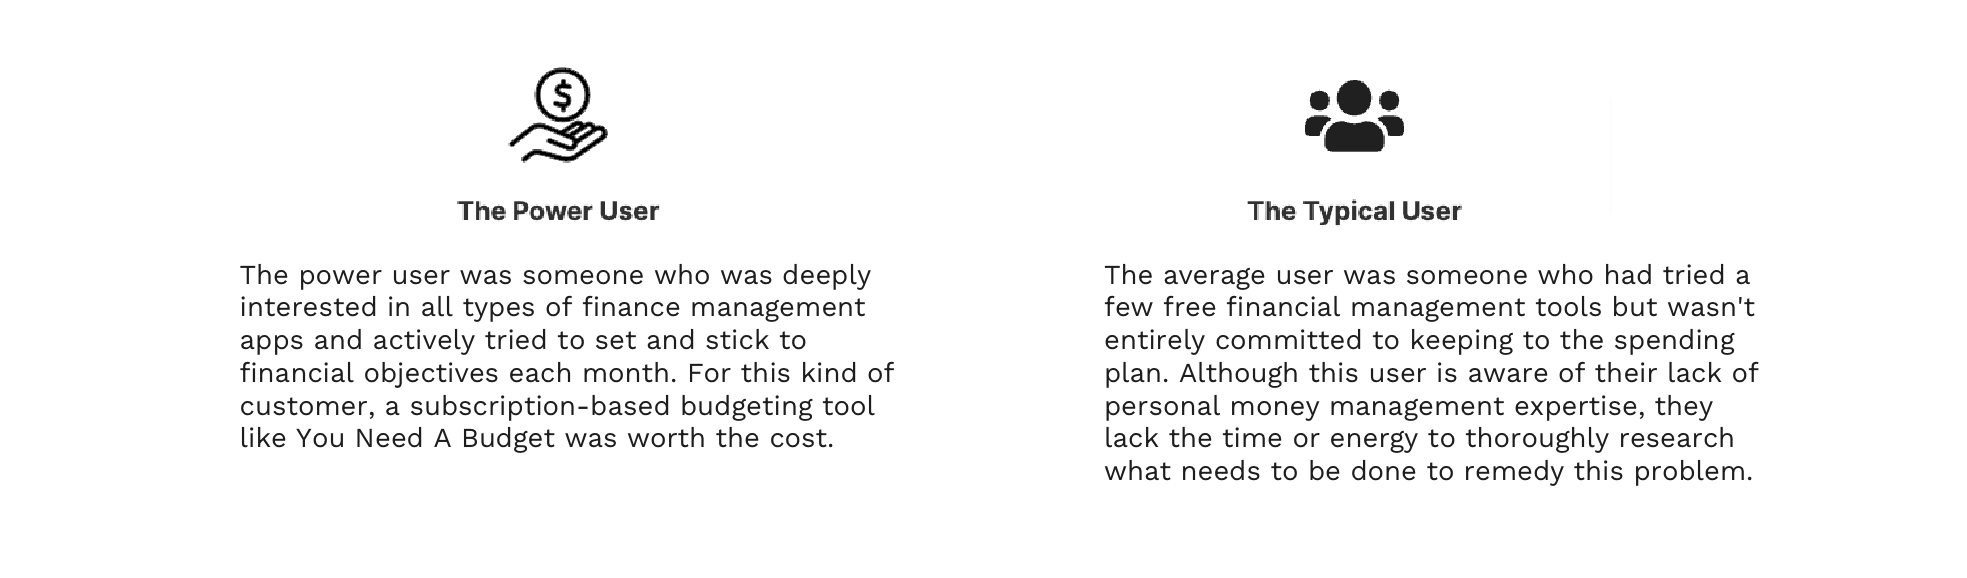 $
The Power User
The power user was someone who was deeply
interested in all types of finance management
apps and actively tried to set and stick to
financial objectives each month. For this kind of
customer, a subscription-based budgeting tool
like You Need A Budget was worth the cost.
The Typical User
The average user was someone who had tried a
few free financial management tools but wasn't
entirely committed to keeping to the spending
plan. Although this user is aware of their lack of
personal money management expertise, they
lack the time or energy to thoroughly research
what needs to be done to remedy this problem.